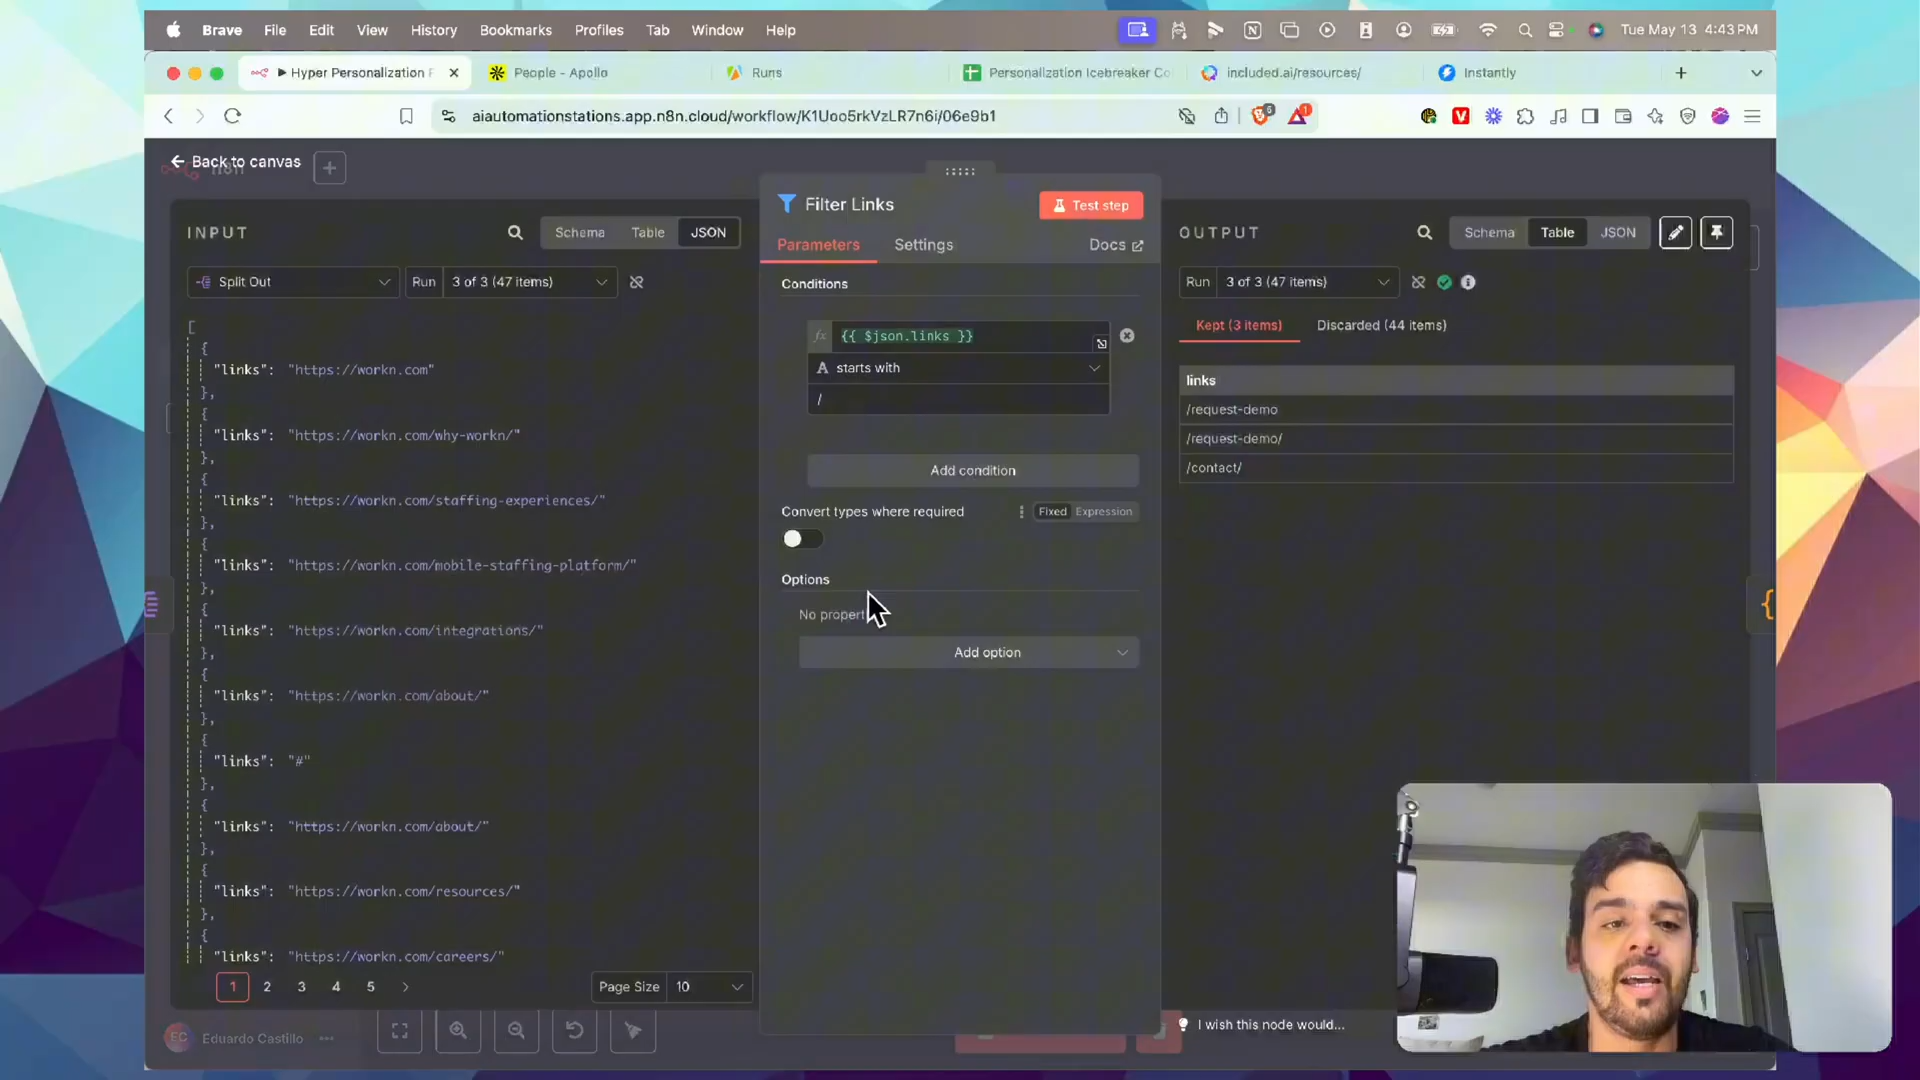 Brave File Edit View History Bookmarks Profiles Tab Window Help Tue May 13 4:43 PM
Hyper Personalization People - Apollo Runs Personalization Icebreaker Co included.ai/resources/ Instantly
aiautomationstations.app.n8n.cloud/workflow/K1Uoo5rkVzLR7n6i/06e9b1
Back to canvas
Filter Links Test step
INPUT Schema Table JSON
Parameters Settings Docs
OUTPUT Schema Table JSON
Split Out Run 3 of 3 (47 items)
Conditions
Run 3 of 3 (47 items)
Kept (3 items) Discarded (44 items)
fx {{ $json.links }}
A starts with
/
links
/request-demo
/request-demo/
/contact/
[
{
"links": "https://workn.com"
},
{
"links": "https://workn.com/why-workn/"
},
{
"links": "https://workn.com/staffing-experiences/"
},
{
"links": "https://workn.com/mobile-staffing-platform/"
},
{
"links": "https://workn.com/integrations/"
},
{
"links": "https://workn.com/about/"
},
{
"links": "#"
},
{
"links": "https://workn.com/about/"
},
{
"links": "https://workn.com/resources/"
},
{
"links": "https://workn.com/careers/"
Add condition
Convert types where required Fixed Expression
Options
No propert
Add option
1 2 3 4 5 Page Size 10
EC Eduardo Castillo
I wish this node would...